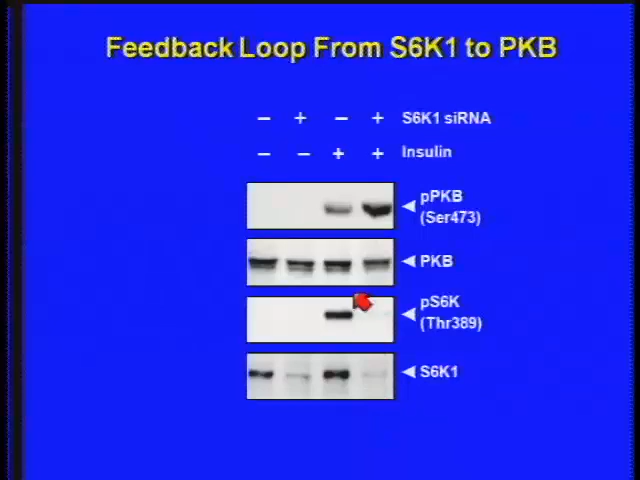 Feedback Loop From S6K1 to PKB
– + – + S6K1 siRNA
– – + + Insulin
pPKB
(Ser473)
PKB
pS6K
(Thr389)
S6K1